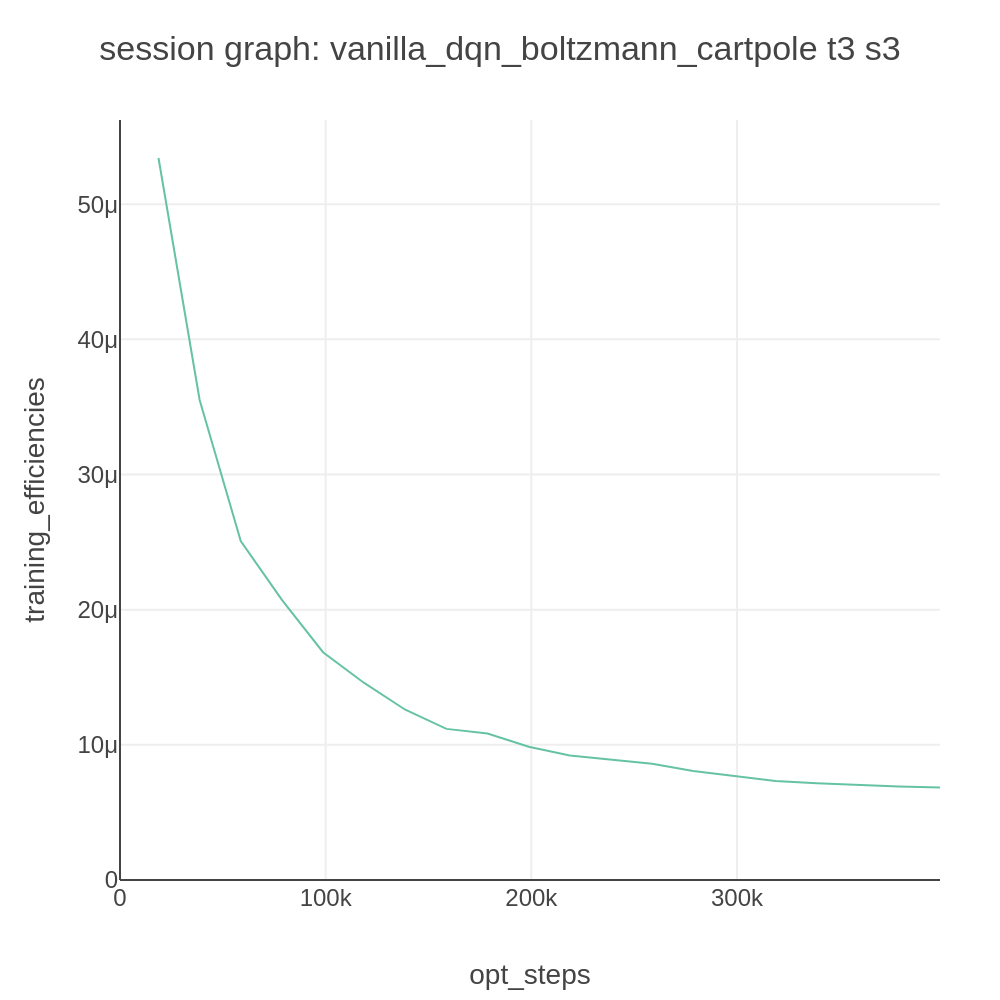 session graph: vanilla_dqn_boltzmann_cartpole t3 s3
50μ
40μ
30μ
20μ
10μ
0
training_efficiencies
0
100k
200k
300k
opt_steps